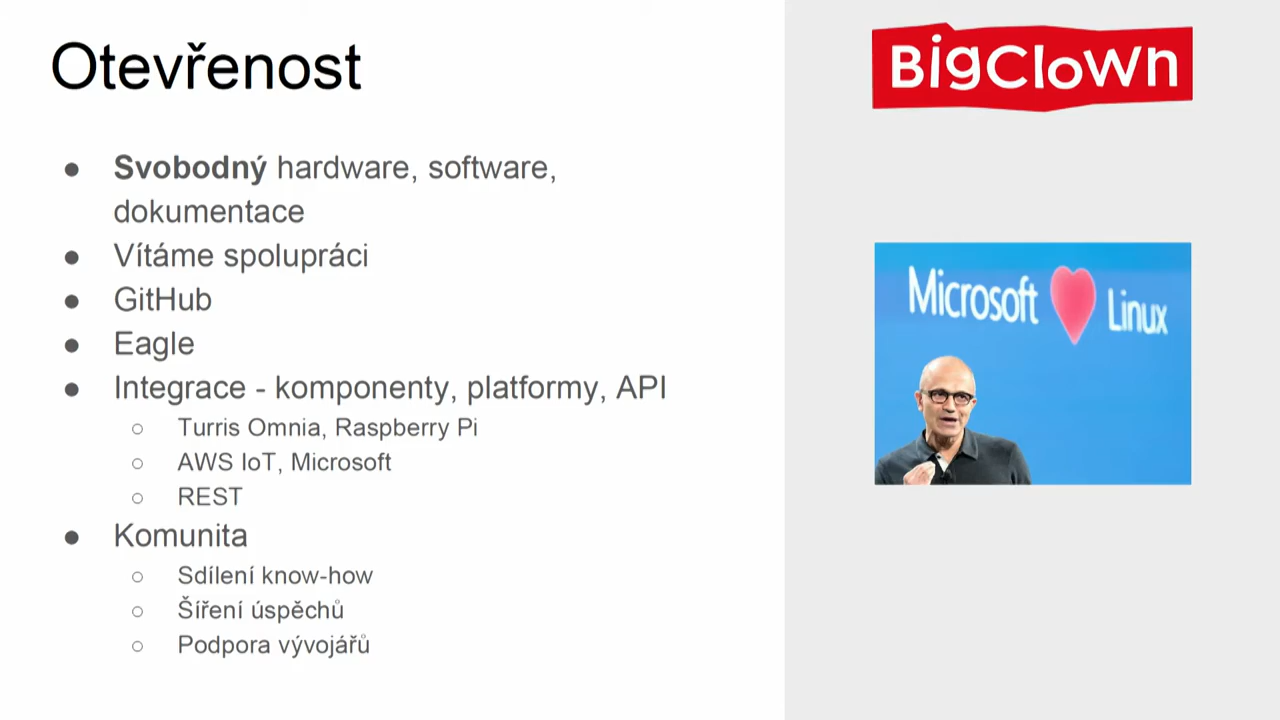 Otevřenost
BigClown
Svobodný hardware, software,
dokumentace
Vítáme spolupráci
GitHub
Eagle
Integrace - komponenty, platformy, API
Turris Omnia, Raspberry Pi
AWS IoT, Microsoft
REST
Komunita
Sdílení know-how
Šíření úspěchů
Podpora vývojářů
Microsoft Linux